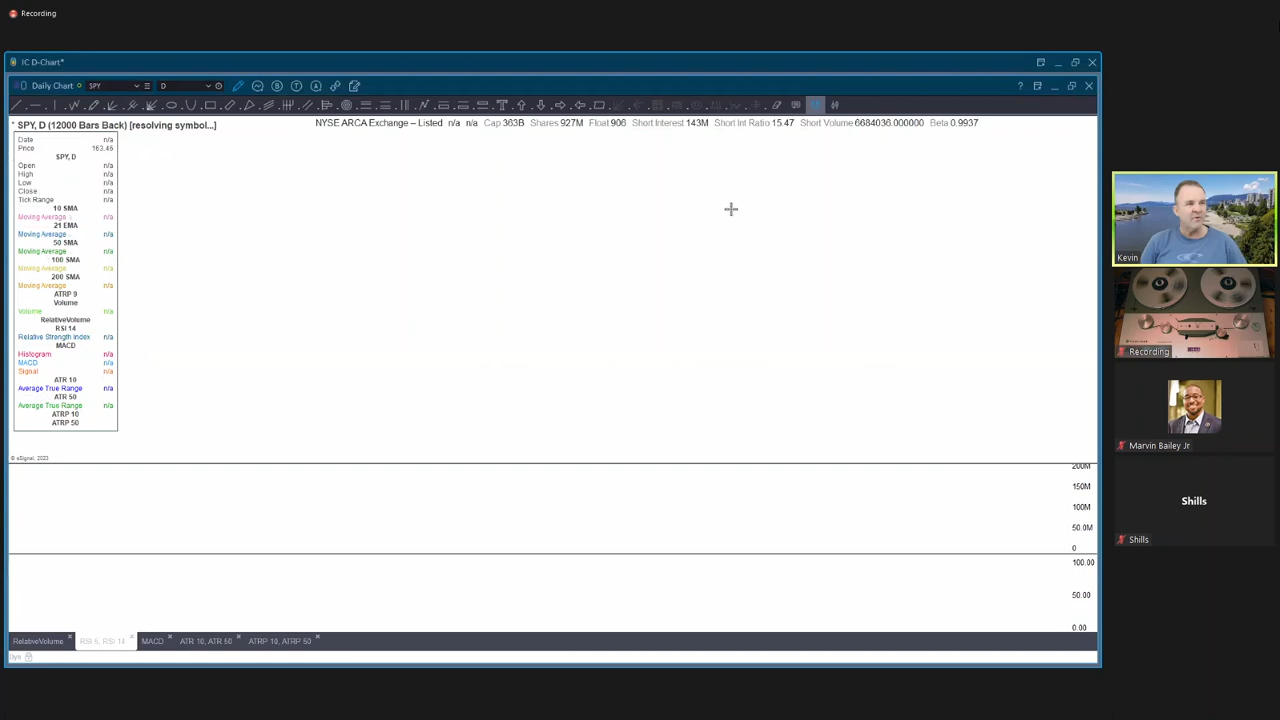 Recording
IC D-Chart*
Daily Chart SPY D
* SPY, D (12000 Bars Back) [resolving symbol...]
NYSE ARCA Exchange – Listed n/a n/a Cap 363B Shares 927M Float 906 Short Interest 143M Short Int Ratio 15.47 Short Volume 6684036.000000 Beta 0.9937
Date n/a
Price 163.46
SPY, D
Open n/a
High n/a
Low n/a
Close n/a
Tick Range n/a
10 SMA
Moving Average n/a
21 EMA
Moving Average n/a
50 SMA
Moving Average n/a
100 SMA
Moving Average n/a
200 SMA
Moving Average n/a
ATRP 9
Volume
Volume n/a
RelativeVolume
RSI 14
Relative Strength Index n/a
MACD
Histogram n/a
MACD n/a
Signal n/a
ATR 10
Average True Range n/a
ATR 50
Average True Range n/a
ATRP 10
ATRP 50
© eSignal, 2023
200M
150M
100M
50.0M
0
100.00
50.00
0.00
RelativeVolume RSI 5, RSI 14 MACD ATR 10, ATR 50 ATRP 10, ATRP 50
Dyn
Kevin
Recording
Marvin Bailey Jr
Shills
Shills